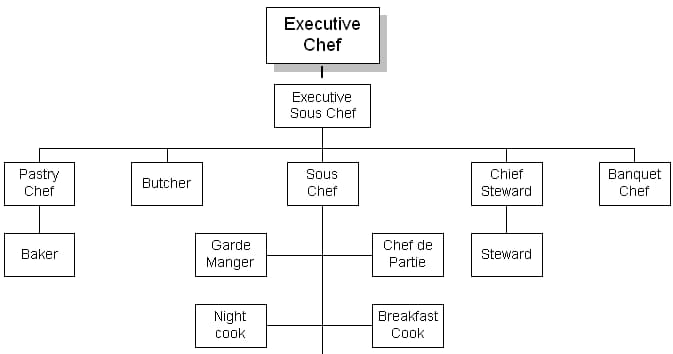 Executive
Chef
Executive
Sous Chef
Pastry
Chef
Butcher
Sous
Chef
Chief
Steward
Banquet
Chef
Baker
Garde
Manger
Chef de
Partie
Steward
Night
cook
Breakfast
Cook